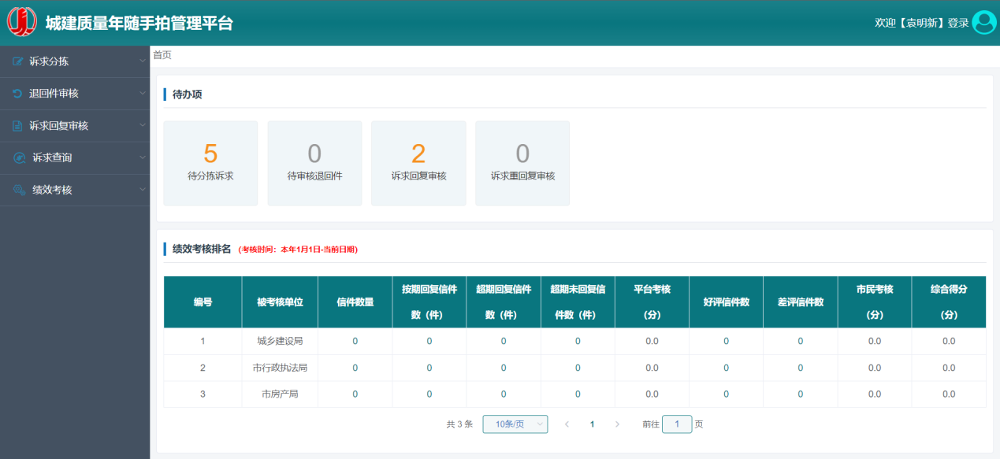 城建质量年随手拍管理平台
欢迎【袁明新】登录
诉求分拣
退回件审核
诉求回复审核
诉求查询
绩效考核
首页
待办项
5 0 2 0
待分拣诉求 待审核退回件 诉求回复审核 诉求重回复审核
绩效考核排名 (考核时间：本年1月1日-当前日期)
编号 被考核单位 信件数量 按期回复信件数（件） 超期回复信件数（件） 超期未回复信件数（件） 平台考核（分） 好评信件数 差评信件数 市民考核（分） 综合得分（分）
1 城乡建设局 0 0 0 0 0.0 0 0 0.0 0.0
2 市行政执法局 0 0 0 0 0.0 0 0 0.0 0.0
3 市房产局 0 0 0 0 0.0 0 0 0.0 0.0
共 3 条 10条/页 1 前往 1 页